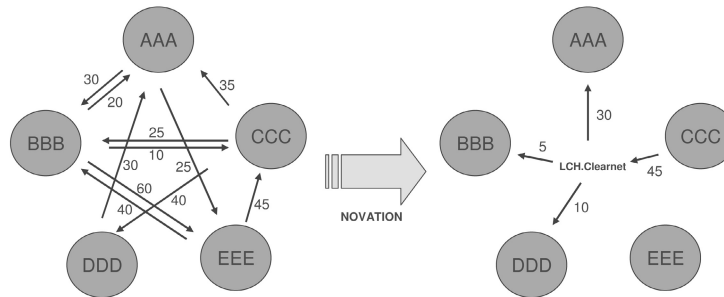 AAA
30
20
35
BBB
25
10
CCC
30
25
60
40
40
45
DDD
EEE
NOVATION
AAA
30
BBB
5
LCH.Clearnet
CCC
45
10
DDD
EEE